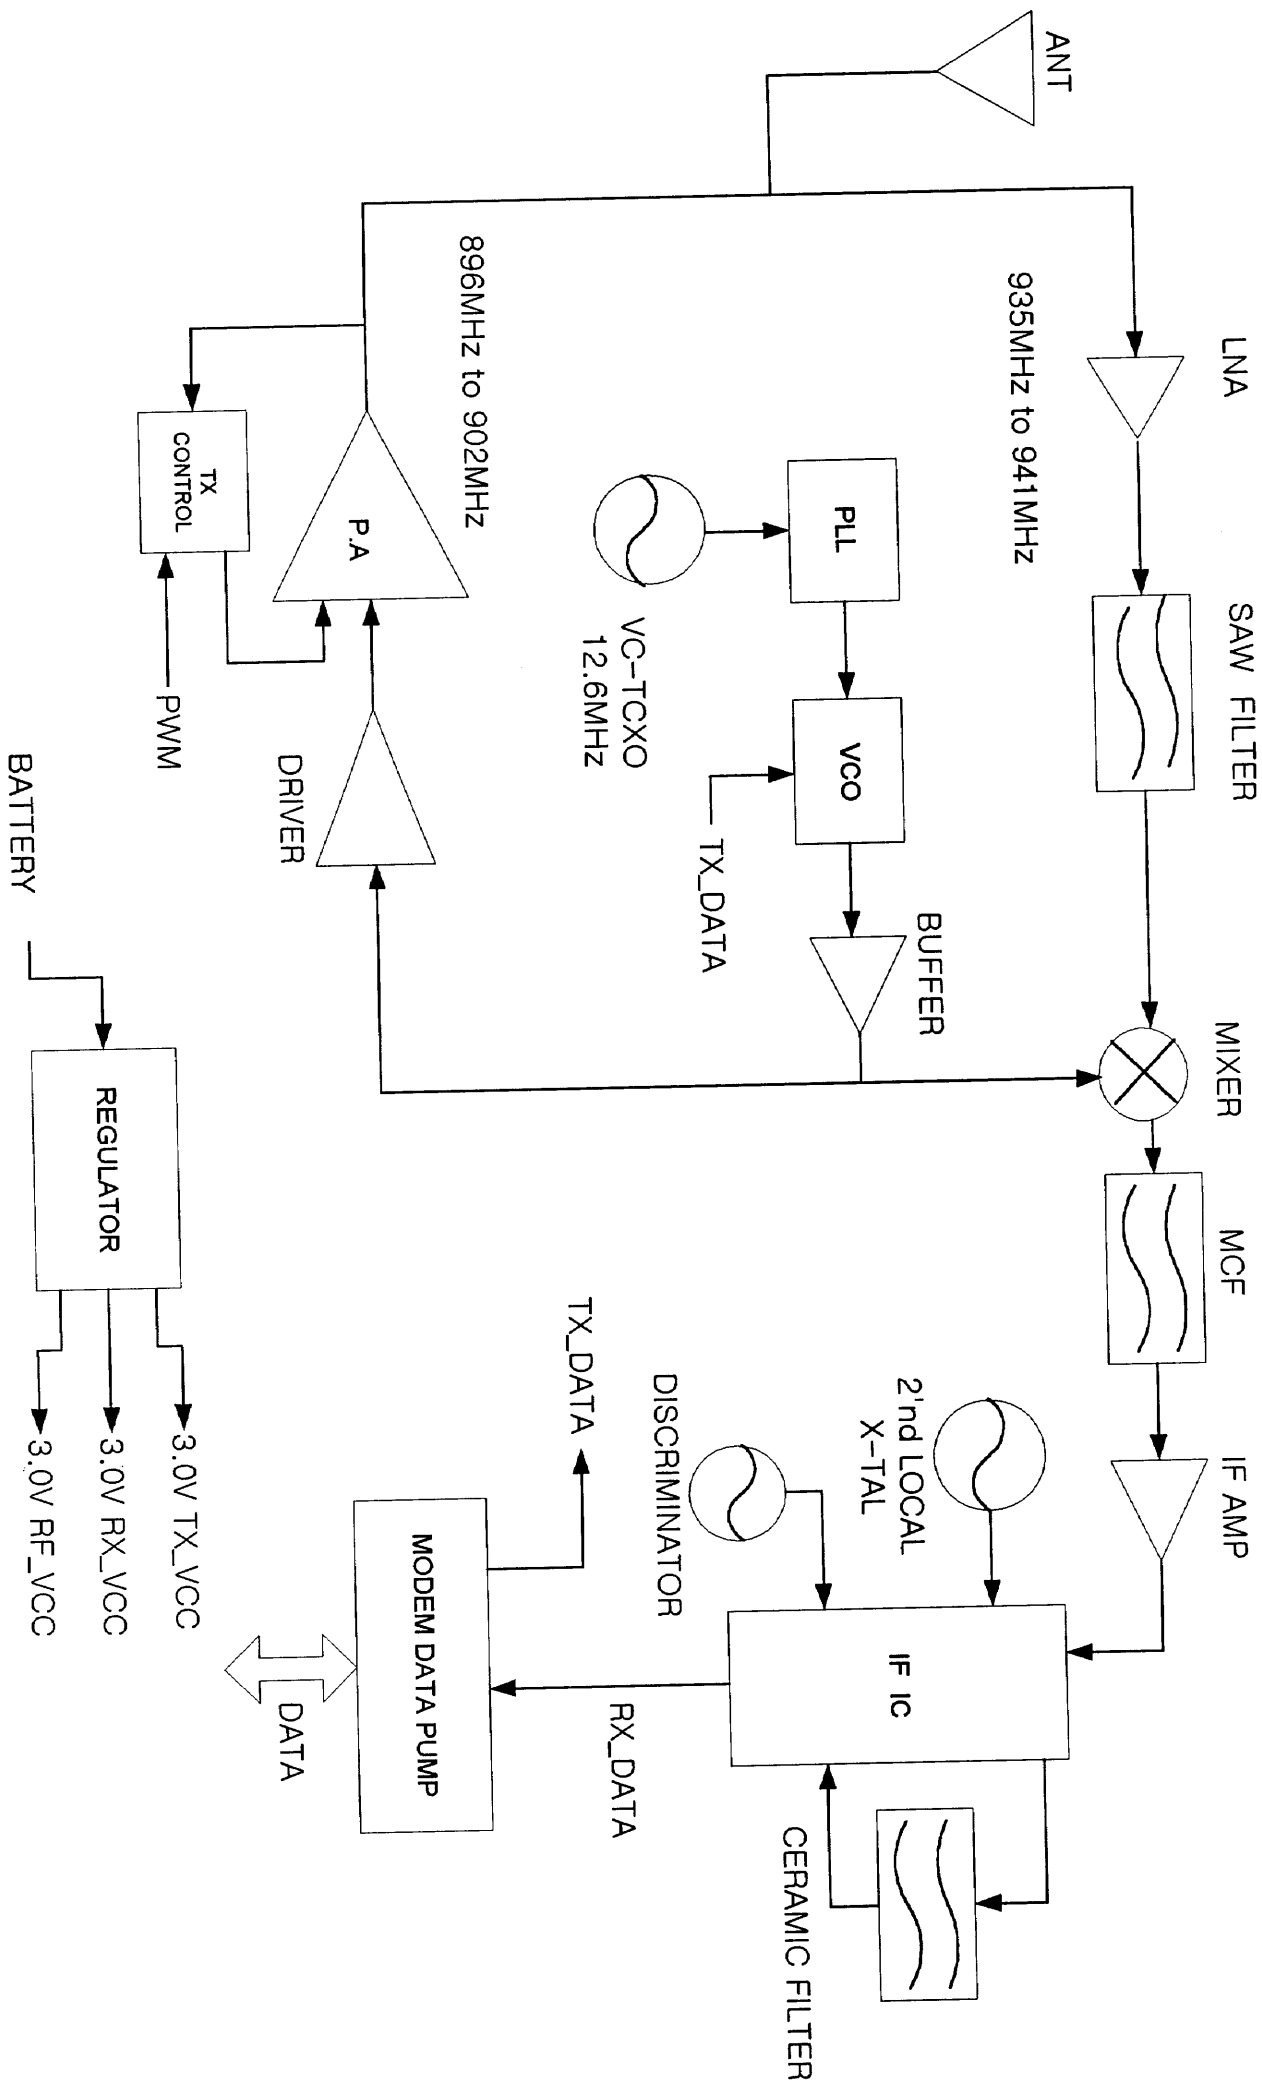 ANT
LNA
SAW FILTER
MIXER
MCF
IF AMP
935MHz to 941MHz
PLL
VCO
BUFFER
VC-TCXO
12.6MHz
TX_DATA
2'nd LOCAL
X-TAL
IF IC
CERAMIC FILTER
DISCRIMINATOR
RX_DATA
896MHz to 902MHz
P.A
DRIVER
TX
CONTROL
PWM
TX_DATA
MODEM DATA PUMP
DATA
BATTERY
REGULATOR
3.0V TX_VCC
3.0V RX_VCC
3.0V RF_VCC